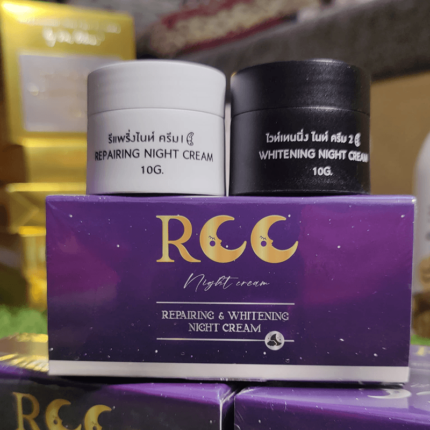 รีแพริ่งไนท์ ครีม1
REPAIRING NIGHT CREAM
10G.
ไวท์เทนนิ่ง ไนท์ ครีม 2
WHITENING NIGHT CREAM
10G.
RCC
Night cream
REPAIRING & WHITENING
NIGHT CREAM
RCC